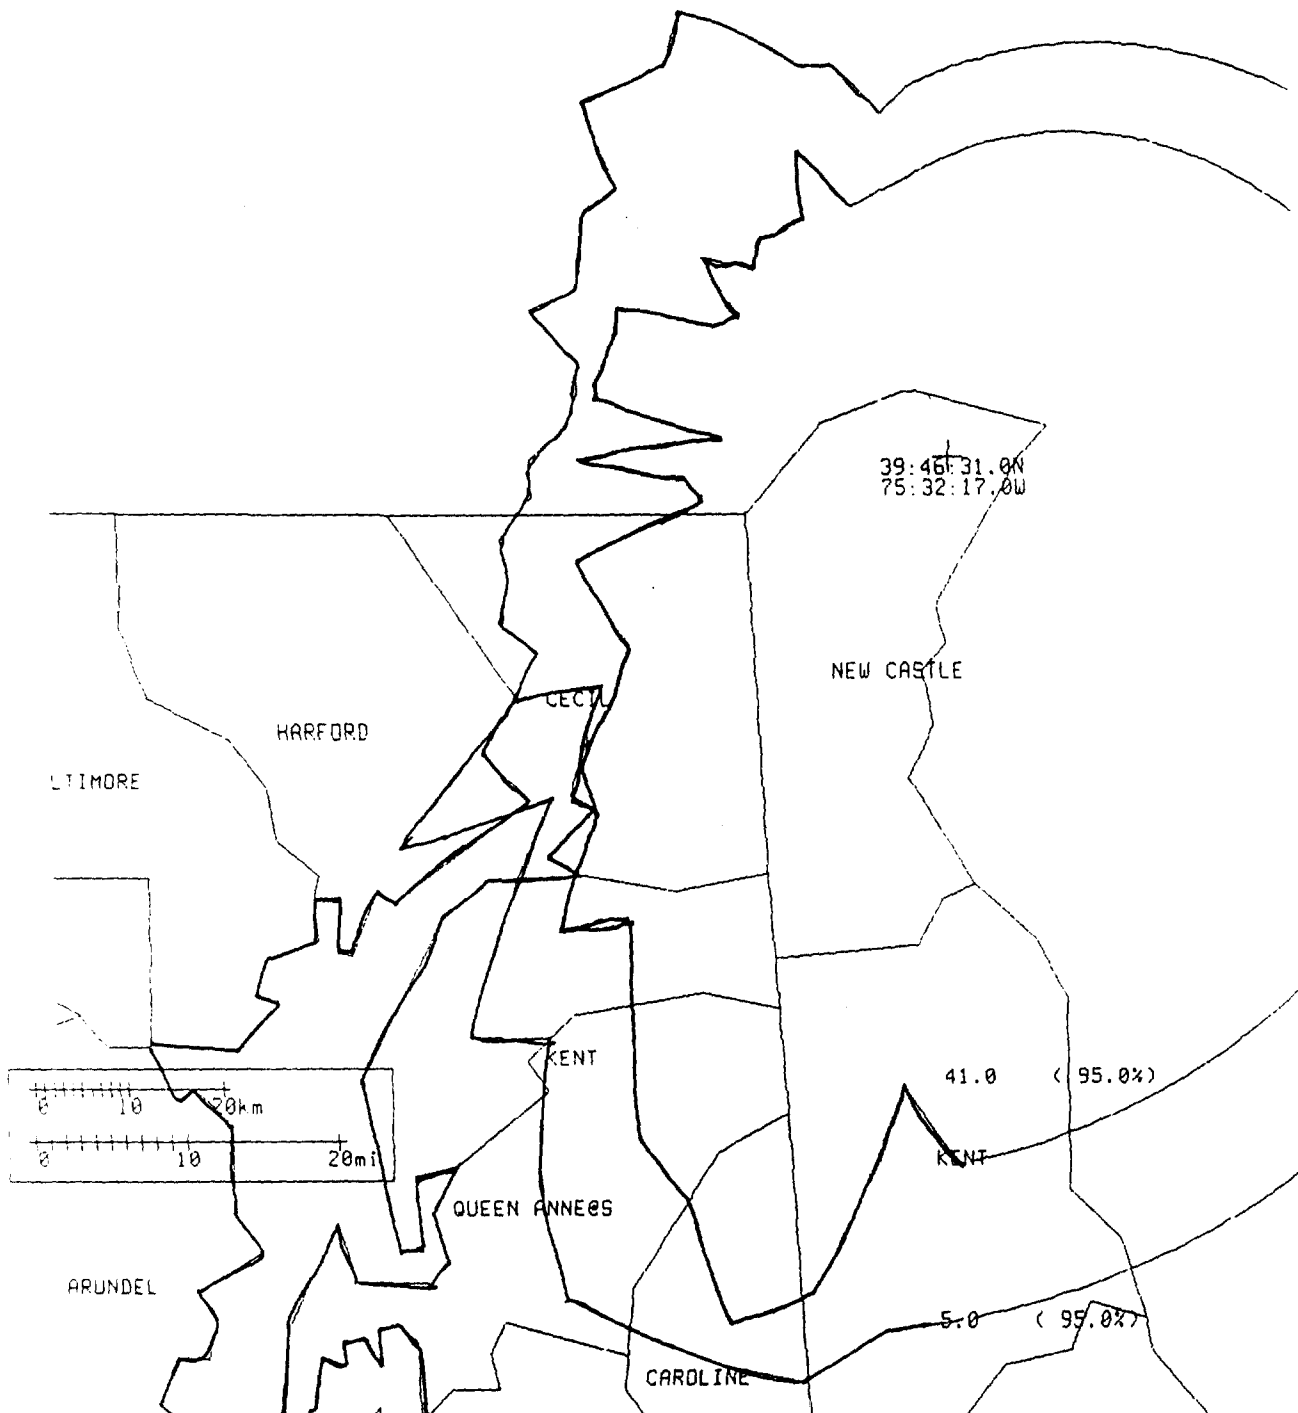 39:46:31.0N
75:32:17.0W
NEW CASTLE
CECIL
HARFORD
LTIMORE
KENT
41.0 ( 95.0%)
0 10 20km
0 10 20mi
KENT
QUEEN ANNE@S
ARUNDEL
5.0 ( 95.0%)
CAROLINE